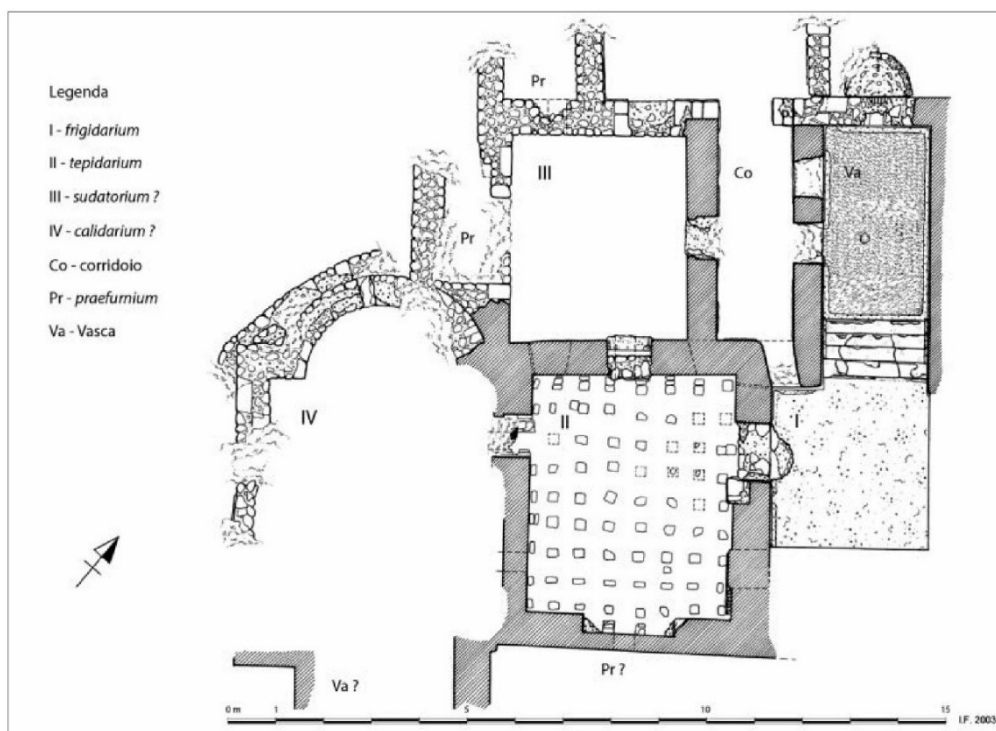 Legenda
I - frigidarium
II - tepidarium
III - sudatorium ?
IV - calidarium ?
Co - corridoio
Pr - praefurnium
Va - Vasca
Pr
III
Co
Va
Pr
IV
II
I
Va ?
Pr ?
0 m 1 5 10 15
I.F. 2003